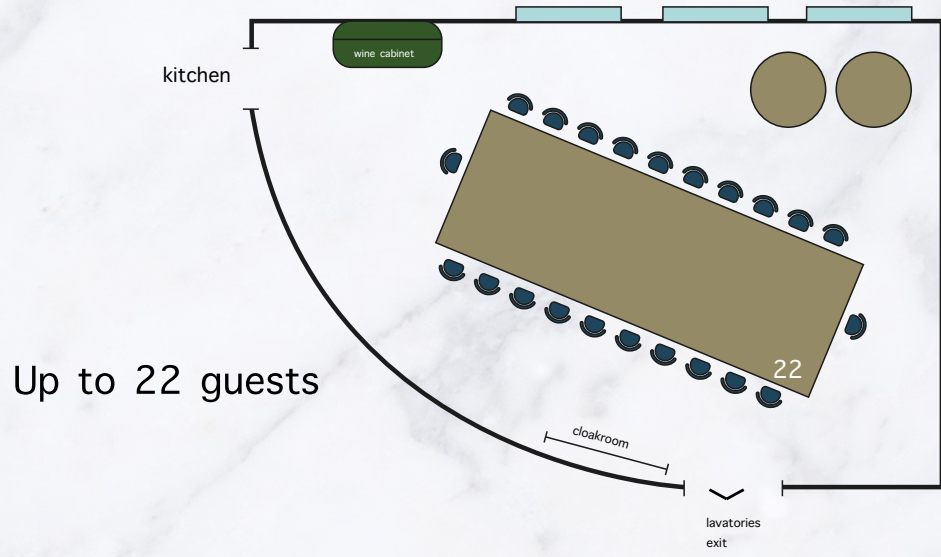 wine cabinet
kitchen
Up to 22 guests
22
cloakroom
lavatories
exit